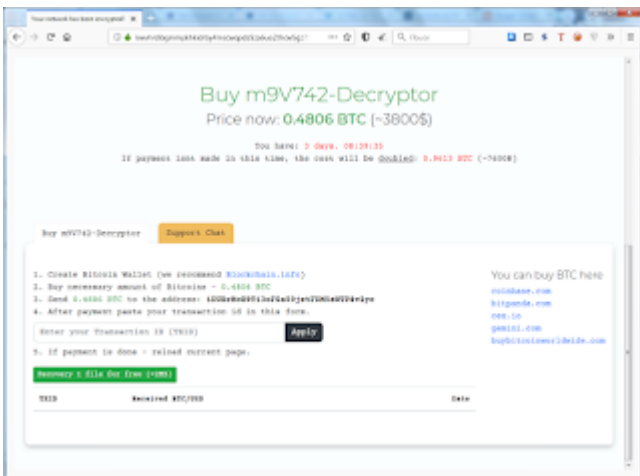 Your network has been encrypted!
Buy m9V742-Decryptor
Price now: 0.4806 BTC (~3800$)
You have: 3 days, 08:39:35
If payment isnt made in this time, the cost will be doubled: 0.9613 BTC (~7600$)
Buy m9V742-Decryptor
Support Chat
1. Create Bitcoin Wallet (we recommend Blockchain.info)
2. Buy necessary amount of Bitcoins - 0.4806 BTC
3. Send 0.4806 BTC to the address:
4. After payment paste your transaction id in this form.
Enter your Transaction ID (TXID)
Apply
5. If payment is done - reload current page.
Recovery 1 file for free
TXID Received BTC/USD Date
You can buy BTC here
coinbase.com
bitpanda.com
cex.io
gemini.com
buybitcoinworldwide.com